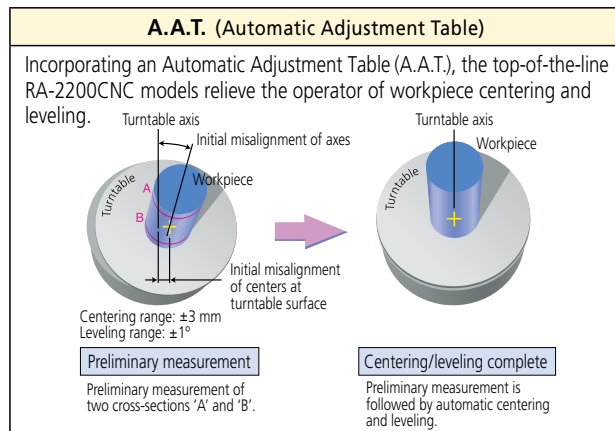 A.A.T. (Automatic Adjustment Table)
Incorporating an Automatic Adjustment Table (A.A.T.), the top-of-the-line
RA-2200CNC models relieve the operator of workpiece centering and
leveling.
Turntable axis
Initial misalignment of axes
Workpiece
Turntable
A
B
Initial misalignment
of centers at
turntable surface
Centering range: ±3 mm
Leveling range: ±1º
Preliminary measurement
Preliminary measurement of
two cross-sections ‘A’ and ‘B’.
Turntable axis
Workpiece
Turntable
Centering/leveling complete
Preliminary measurement is
followed by automatic centering
and leveling.